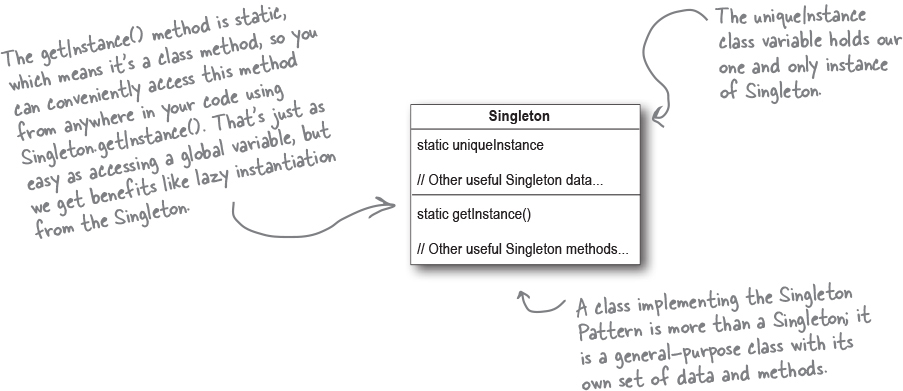 The getInstance() method is static,
which means it's a class method, so you
can conveniently access this method
from anywhere in your code using
Singleton.getInstance(). That's just as
easy as accessing a global variable, but
we get benefits like lazy instantiation
from the Singleton.
The uniqueInstance
class variable holds our
one and only instance
of Singleton.
Singleton
static uniqueInstance
// Other useful Singleton data...
static getInstance()
// Other useful Singleton methods...
A class implementing the Singleton
Pattern is more than a Singleton; it
is a general-purpose class with its
own set of data and methods.